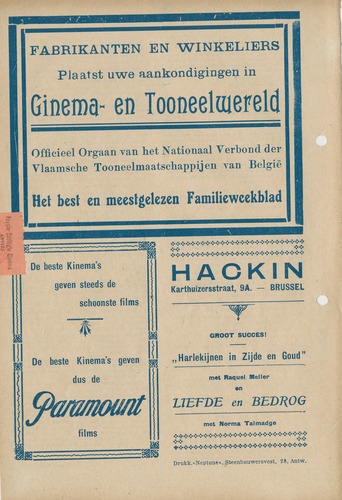 FABRIKANTEN EN WINKELIERS
Plaatst uwe aankondigingen in
Ginema- en Tooneelwereld
Officieel Orgaan van het Nationaal Verbond der
Vlaamsche Tooneelmaatschappijen van België
Het best en meestgelezen Familieweekblad
De beste Kinema's
geven steeds de
schoonste films
De beste Kinema's geven
dus de
Paramount
films
HACKIN
Karthuizersstraat, 9A. — BRUSSEL
GROOT SUCCES!
„Harlekijnen in Zijde en Goud"
met Raquel Meller
en
LIEFDE en BEDROG
met Norma Talmadge
Drukk. «Neptune», Steenhouwersvest, 28, Antw.